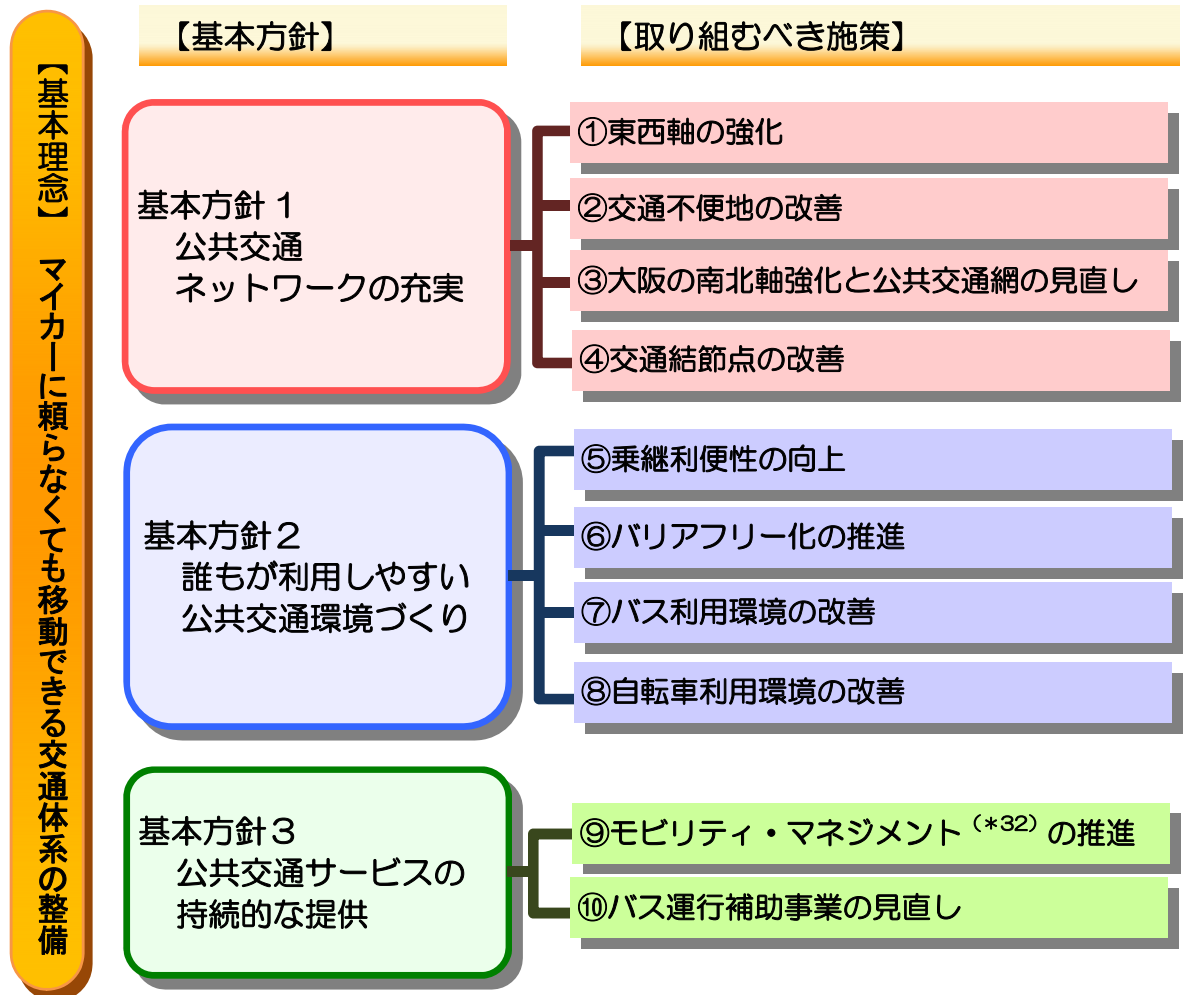 【基本理念】　マイカーに頼らなくても移動できる交通体系の整備
【基本方針】
【取り組むべき施策】
基本方針１
公共交通
ネットワークの充実
①東西軸の強化
②交通不便地の改善
③大阪の南北軸強化と公共交通網の見直し
④交通結節点の改善
基本方針２
誰もが利用しやすい
公共交通環境づくり
⑤乗継利便性の向上
⑥バリアフリー化の推進
⑦バス利用環境の改善
⑧自転車利用環境の改善
基本方針３
公共交通サービスの
持続的な提供
⑨モビリティ・マネジメント（*32）の推進
⑩バス運行補助事業の見直し